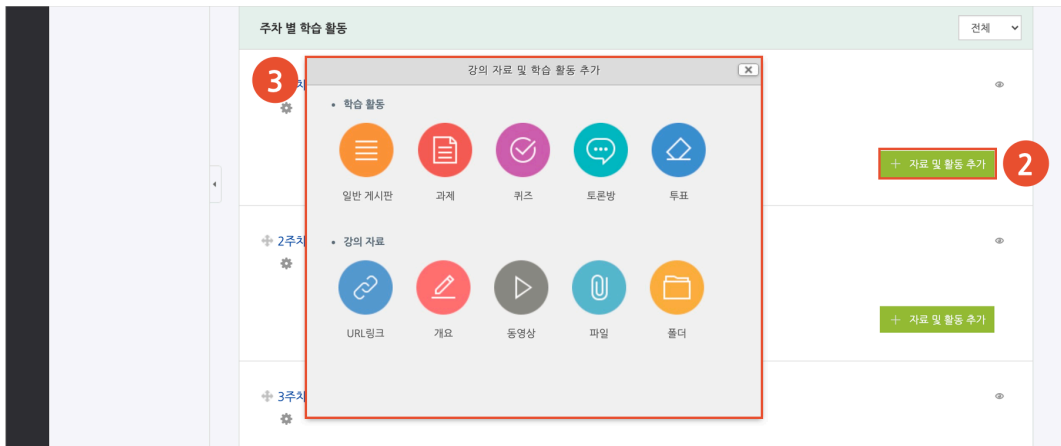 주차 별 학습 활동
전체
3
강의 자료 및 학습 활동 추가
X
차
• 학습 활동
+ 자료 및 활동 추가
2
일반 게시판 과제 퀴즈 토론방 투표
2주차
• 강의 자료
+ 자료 및 활동 추가
URL링크 개요 동영상 파일 폴더
3주차